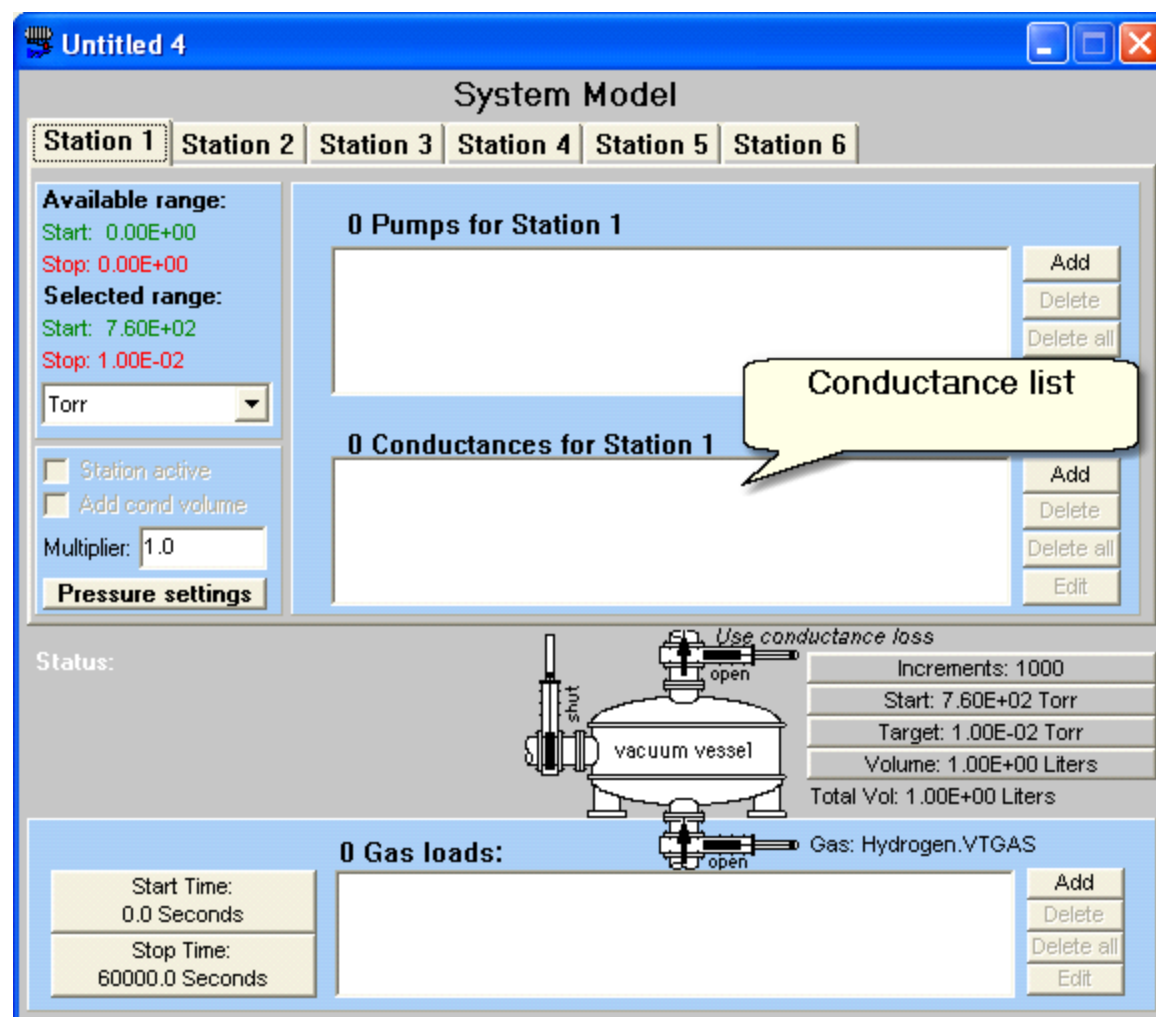 Untitled 4
System Model
Station 1 Station 2 Station 3 Station 4 Station 5 Station 6
Available range:
Start: 0.00E+00
Stop: 0.00E+00
Selected range:
Start: 7.60E+02
Stop: 1.00E-02
Torr
Station active
Add cond volume
Multiplier: 1.0
Pressure settings
0 Pumps for Station 1
Add
Delete
Delete all
Conductance list
0 Conductances for Station 1
Add
Delete
Delete all
Edit
Status:
Use conductance loss
open
shut
vacuum vessel
Increments: 1000
Start: 7.60E+02 Torr
Target: 1.00E-02 Torr
Volume: 1.00E+00 Liters
Total Vol: 1.00E+00 Liters
Gas: Hydrogen.VTGAS
open
0 Gas loads:
Start Time:
0.0 Seconds
Stop Time:
60000.0 Seconds
Add
Delete
Delete all
Edit